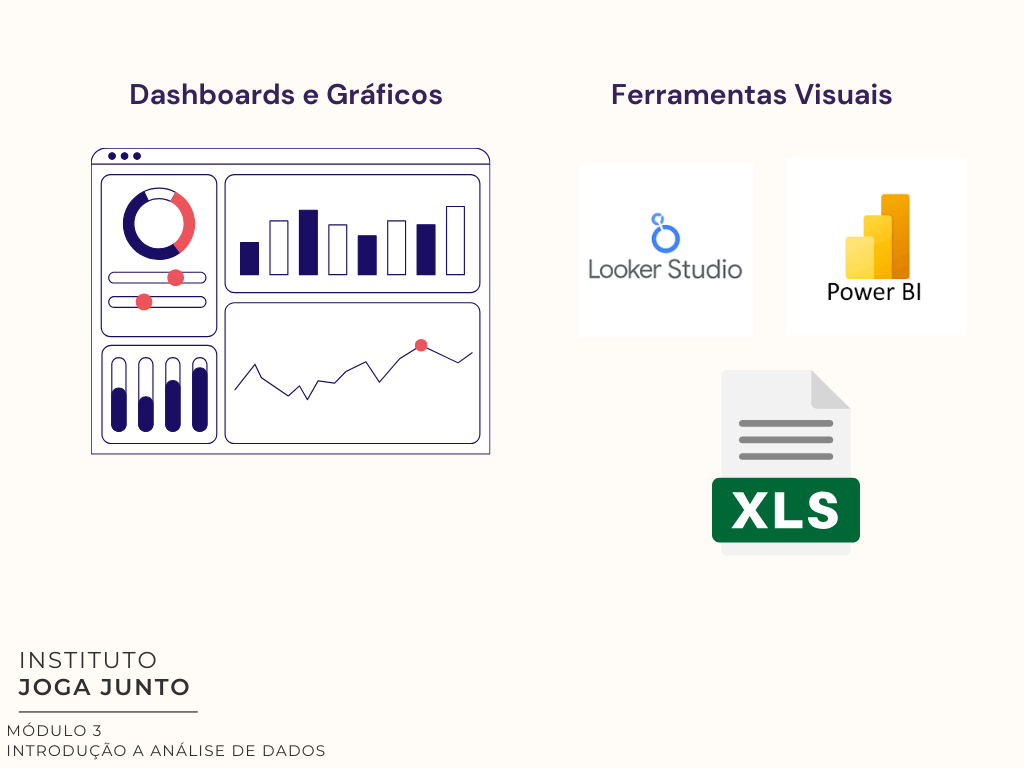 Dashboards e Gráficos
Ferramentas Visuais
Looker Studio
Power BI
XLS
INSTITUTO
JOGA JUNTO
MÓDULO 3
INTRODUÇÃO A ANÁLISE DE DADOS